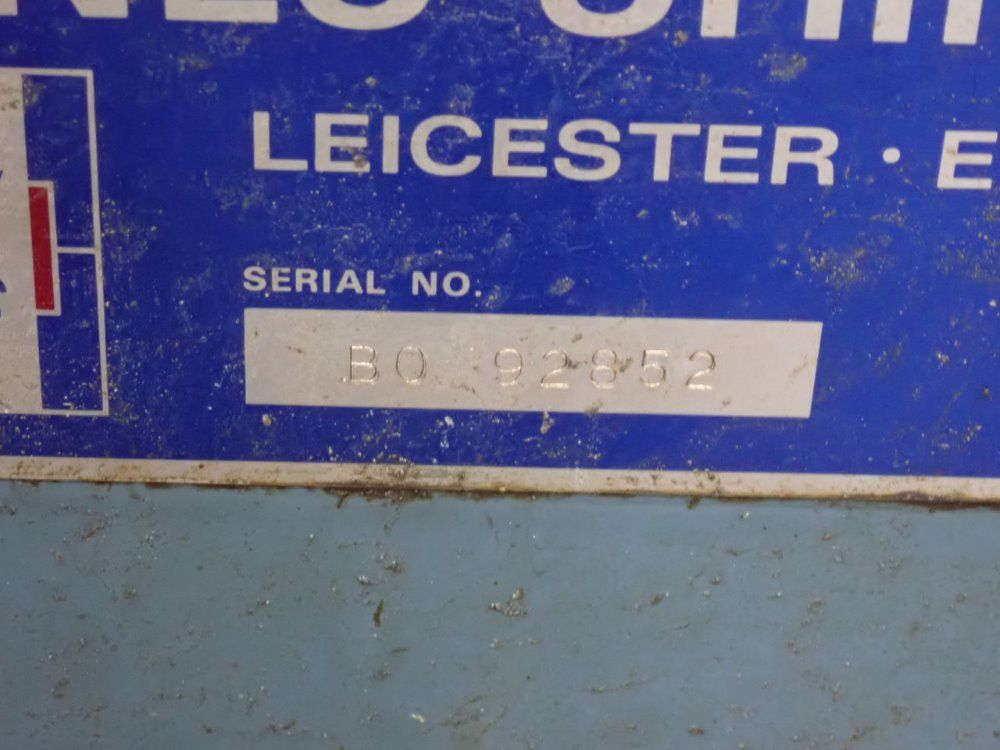 LEICESTER · E
SERIAL NO.
BO 92852